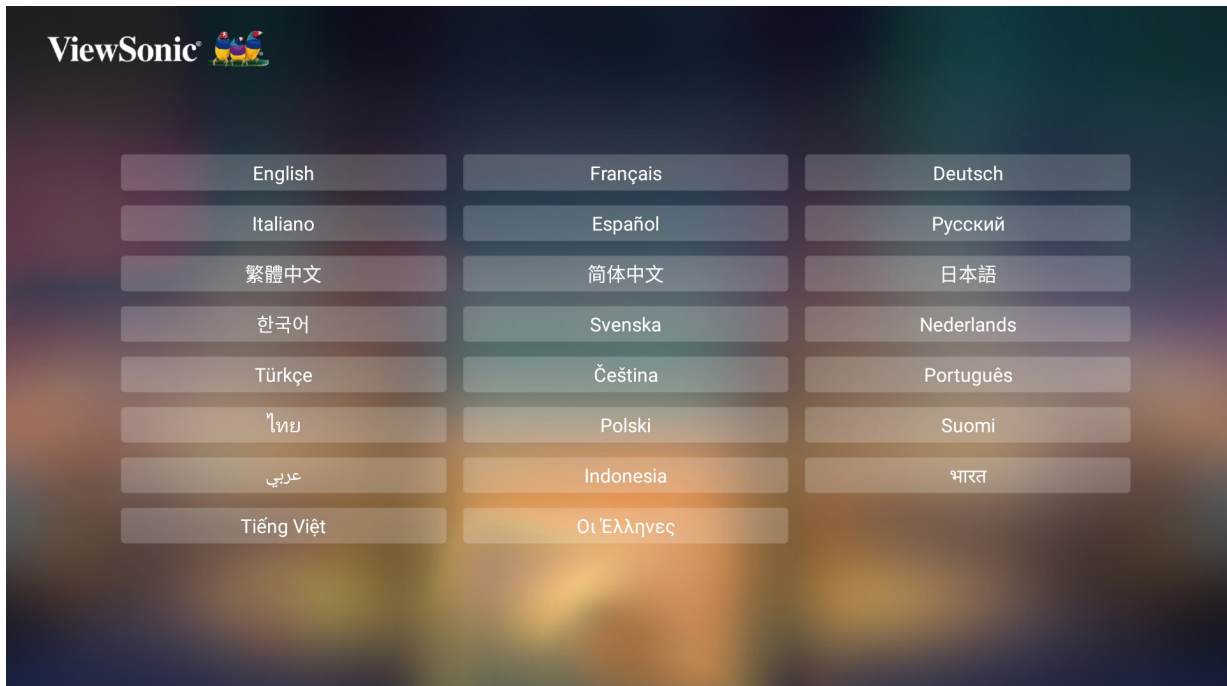 ViewSonic
English Français Deutsch
Italiano Español Русский
繁體中文 简体中文 日本語
한국어 Svenska Nederlands
Türkçe Čeština Português
ไทย Polski Suomi
عربي Indonesia भारत
Tiếng Việt Οι Έλληνες